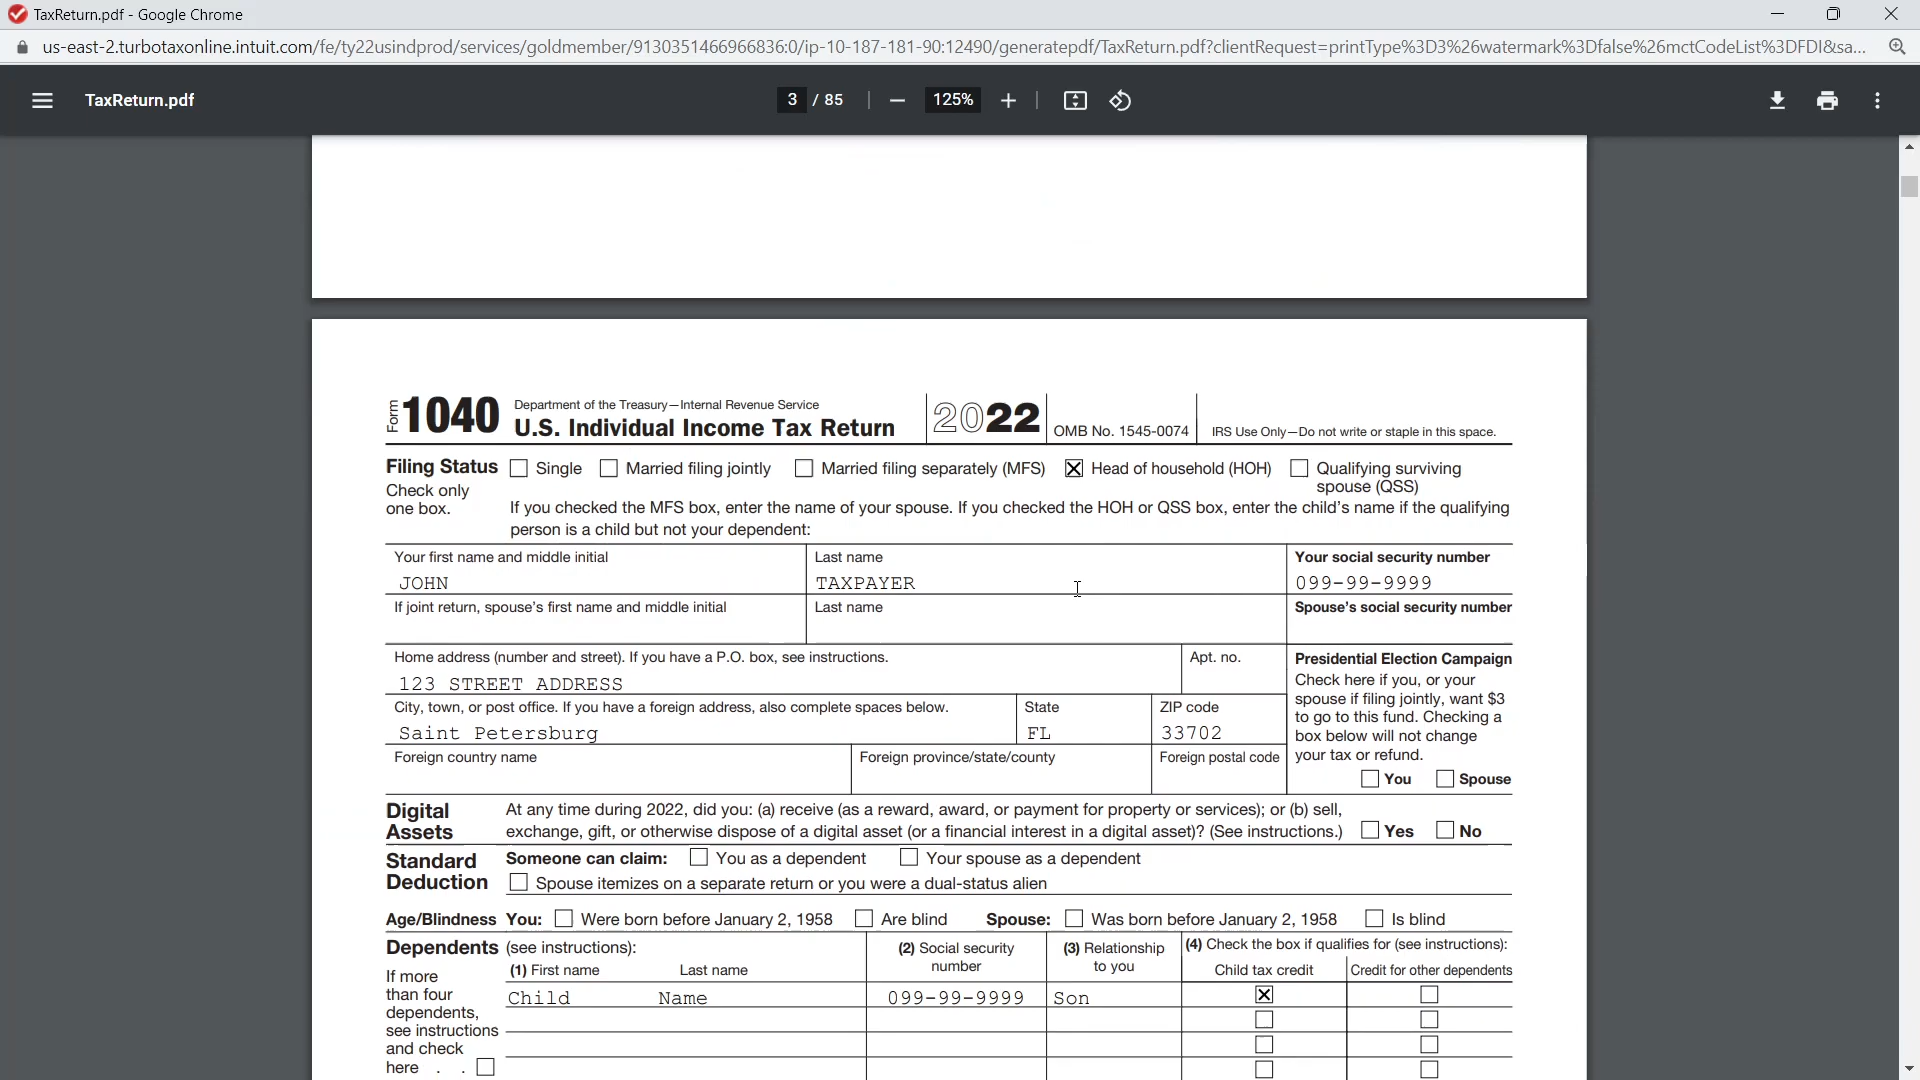 TaxReturn.pdf - Google Chrome
us-east-2.turbotaxonline.intuit.com/fe/ty22usindprod/services/goldmember/9130351466966836:0/ip-10-187-181-90:12490/generatepdf/TaxReturn.pdf?clientRequest=printType%3D3%26watermark%3Dfalse%26mctCodeList%3DFDI&sa...
TaxReturn.pdf 3 / 85 125%
Form 1040 Department of the Treasury—Internal Revenue Service
U.S. Individual Income Tax Return 2022 OMB No. 1545-0074 IRS Use Only—Do not write or staple in this space.
Filing Status Single Married filing jointly Married filing separately (MFS) Head of household (HOH) Qualifying surviving
spouse (QSS)
Check only
one box.
If you checked the MFS box, enter the name of your spouse. If you checked the HOH or QSS box, enter the child's name if the qualifying
person is a child but not your dependent:
Your first name and middle initial Last name Your social security number
JOHN TAXPAYER 099-99-9999
If joint return, spouse's first name and middle initial Last name Spouse's social security number
Home address (number and street). If you have a P.O. box, see instructions. Apt. no.
123 STREET ADDRESS
City, town, or post office. If you have a foreign address, also complete spaces below. State ZIP code
Saint Petersburg FL 33702
Foreign country name Foreign province/state/county Foreign postal code
Presidential Election Campaign
Check here if you, or your
spouse if filing jointly, want $3
to go to this fund. Checking a
box below will not change
your tax or refund.
You Spouse
Digital
Assets
At any time during 2022, did you: (a) receive (as a reward, award, or payment for property or services); or (b) sell,
exchange, gift, or otherwise dispose of a digital asset (or a financial interest in a digital asset)? (See instructions.) Yes No
Standard
Deduction
Someone can claim: You as a dependent Your spouse as a dependent
Spouse itemizes on a separate return or you were a dual-status alien
Age/Blindness You: Were born before January 2, 1958 Are blind Spouse: Was born before January 2, 1958 Is blind
Dependents (see instructions): (2) Social security
number (3) Relationship
to you (4) Check the box if qualifies for (see instructions):
(1) First name Last name Child tax credit Credit for other dependents
If more
than four
dependents,
see instructions
and check
here . .
Child Name 099-99-9999 Son